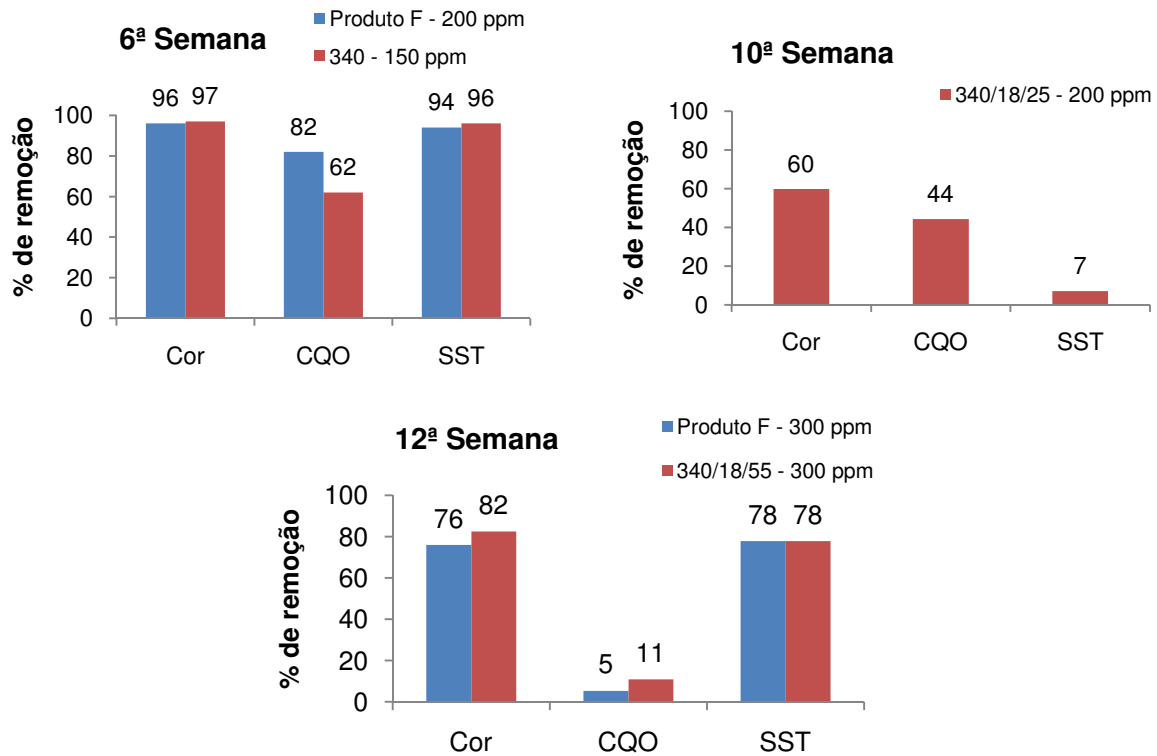 6ª Semana
Produto F - 200 ppm
340 - 150 ppm
% de remoção
100
80
60
40
20
0
96
97
82
62
94
96
Cor
CQO
SST
10ª Semana
340/18/25 - 200 ppm
% de remoção
100
80
60
40
20
0
60
44
7
Cor
CQO
SST
12ª Semana
Produto F - 300 ppm
340/18/55 - 300 ppm
% de remoção
100
80
60
40
20
0
76
82
5
11
78
78
Cor
CQO
SST